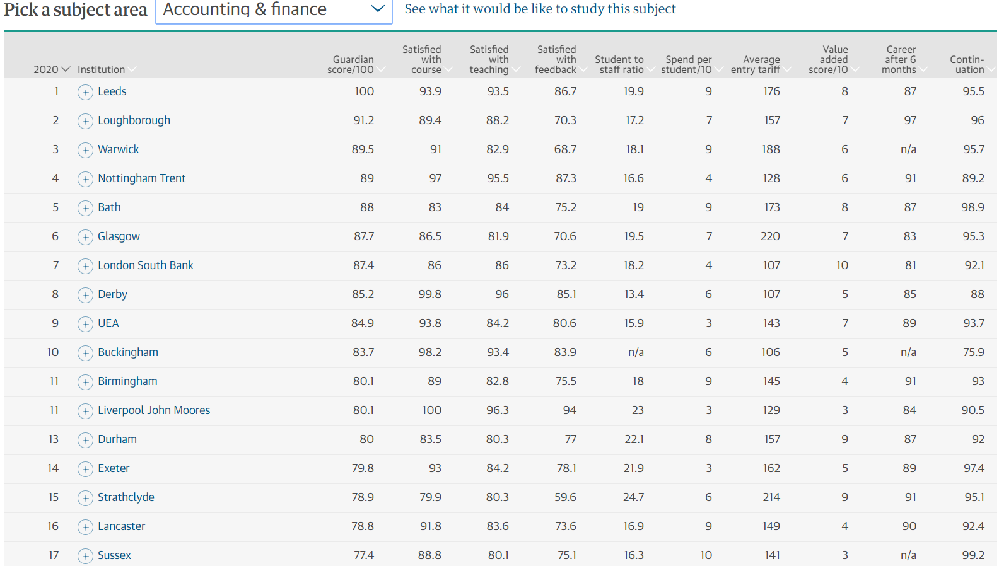 Pick a subject area Accounting & finance See what it would be like to study this subject
2020 Institution Guardian score/100 Satisfied with course Satisfied with teaching Satisfied with feedback Student to staff ratio Spend per student/10 Average entry tariff Value added score/10 Career after 6 months Contin-uation
1 Leeds 100 93.9 93.5 86.7 19.9 9 176 8 87 95.5
2 Loughborough 91.2 89.4 88.2 70.3 17.2 7 157 7 97 96
3 Warwick 89.5 91 82.9 68.7 18.1 9 188 6 n/a 95.7
4 Nottingham Trent 89 97 95.5 87.3 16.6 4 128 6 91 89.2
5 Bath 88 83 84 75.2 19 9 173 8 87 98.9
6 Glasgow 87.7 86.5 81.9 70.6 19.5 7 220 7 83 95.3
7 London South Bank 87.4 86 86 73.2 18.2 4 107 10 81 92.1
8 Derby 85.2 99.8 96 85.1 13.4 6 107 5 85 88
9 UEA 84.9 93.8 84.2 80.6 15.9 3 143 7 89 93.7
10 Buckingham 83.7 98.2 93.4 83.9 n/a 6 106 5 n/a 75.9
11 Birmingham 80.1 89 82.8 75.5 18 9 145 4 91 93
11 Liverpool John Moores 80.1 100 96.3 94 23 3 129 3 84 90.5
13 Durham 80 83.5 80.3 77 22.1 8 157 9 87 92
14 Exeter 79.8 93 84.2 78.1 21.9 3 162 5 89 97.4
15 Strathclyde 78.9 79.9 80.3 59.6 24.7 6 214 9 91 95.1
16 Lancaster 78.8 91.8 83.6 73.6 16.9 9 149 4 90 92.4
17 Sussex 77.4 88.8 80.1 75.1 16.3 10 141 3 n/a 99.2